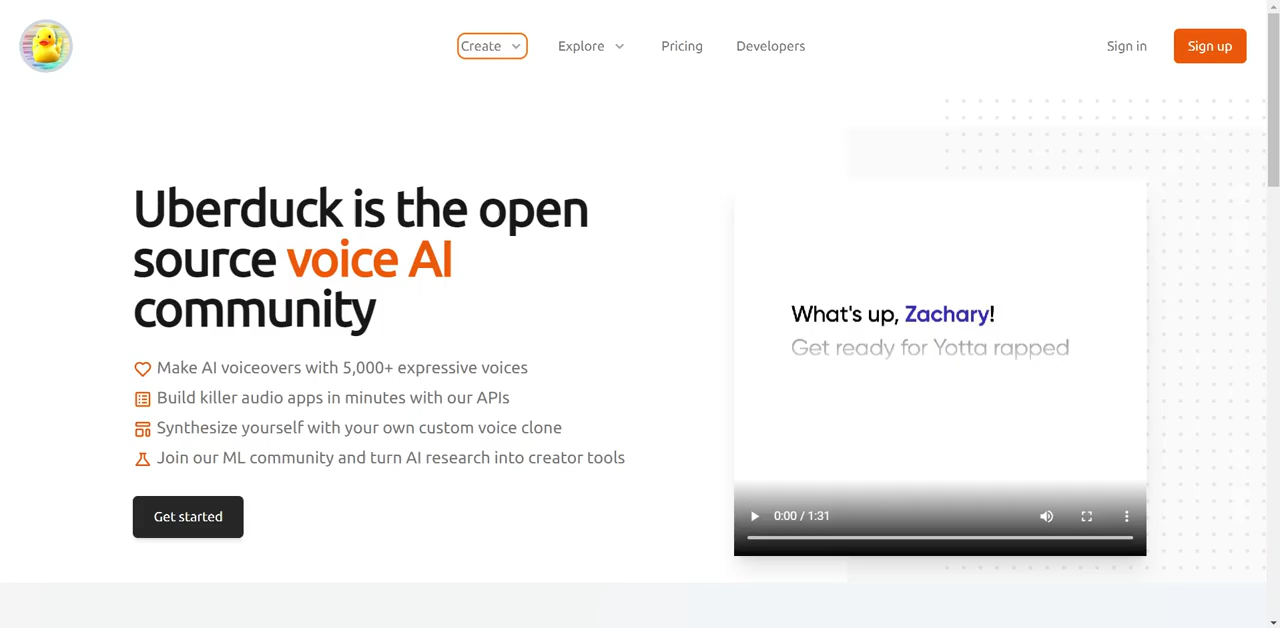 Create
Explore
Pricing
Developers
Sign in
Sign up
Uberduck is the open
source voice AI
community
Make AI voiceovers with 5,000+ expressive voices
Build killer audio apps in minutes with our APIs
Synthesize yourself with your own custom voice clone
Join our ML community and turn AI research into creator tools
Get started
What's up, Zachary!
Get ready for Yotta rapped
0:00 / 1:31